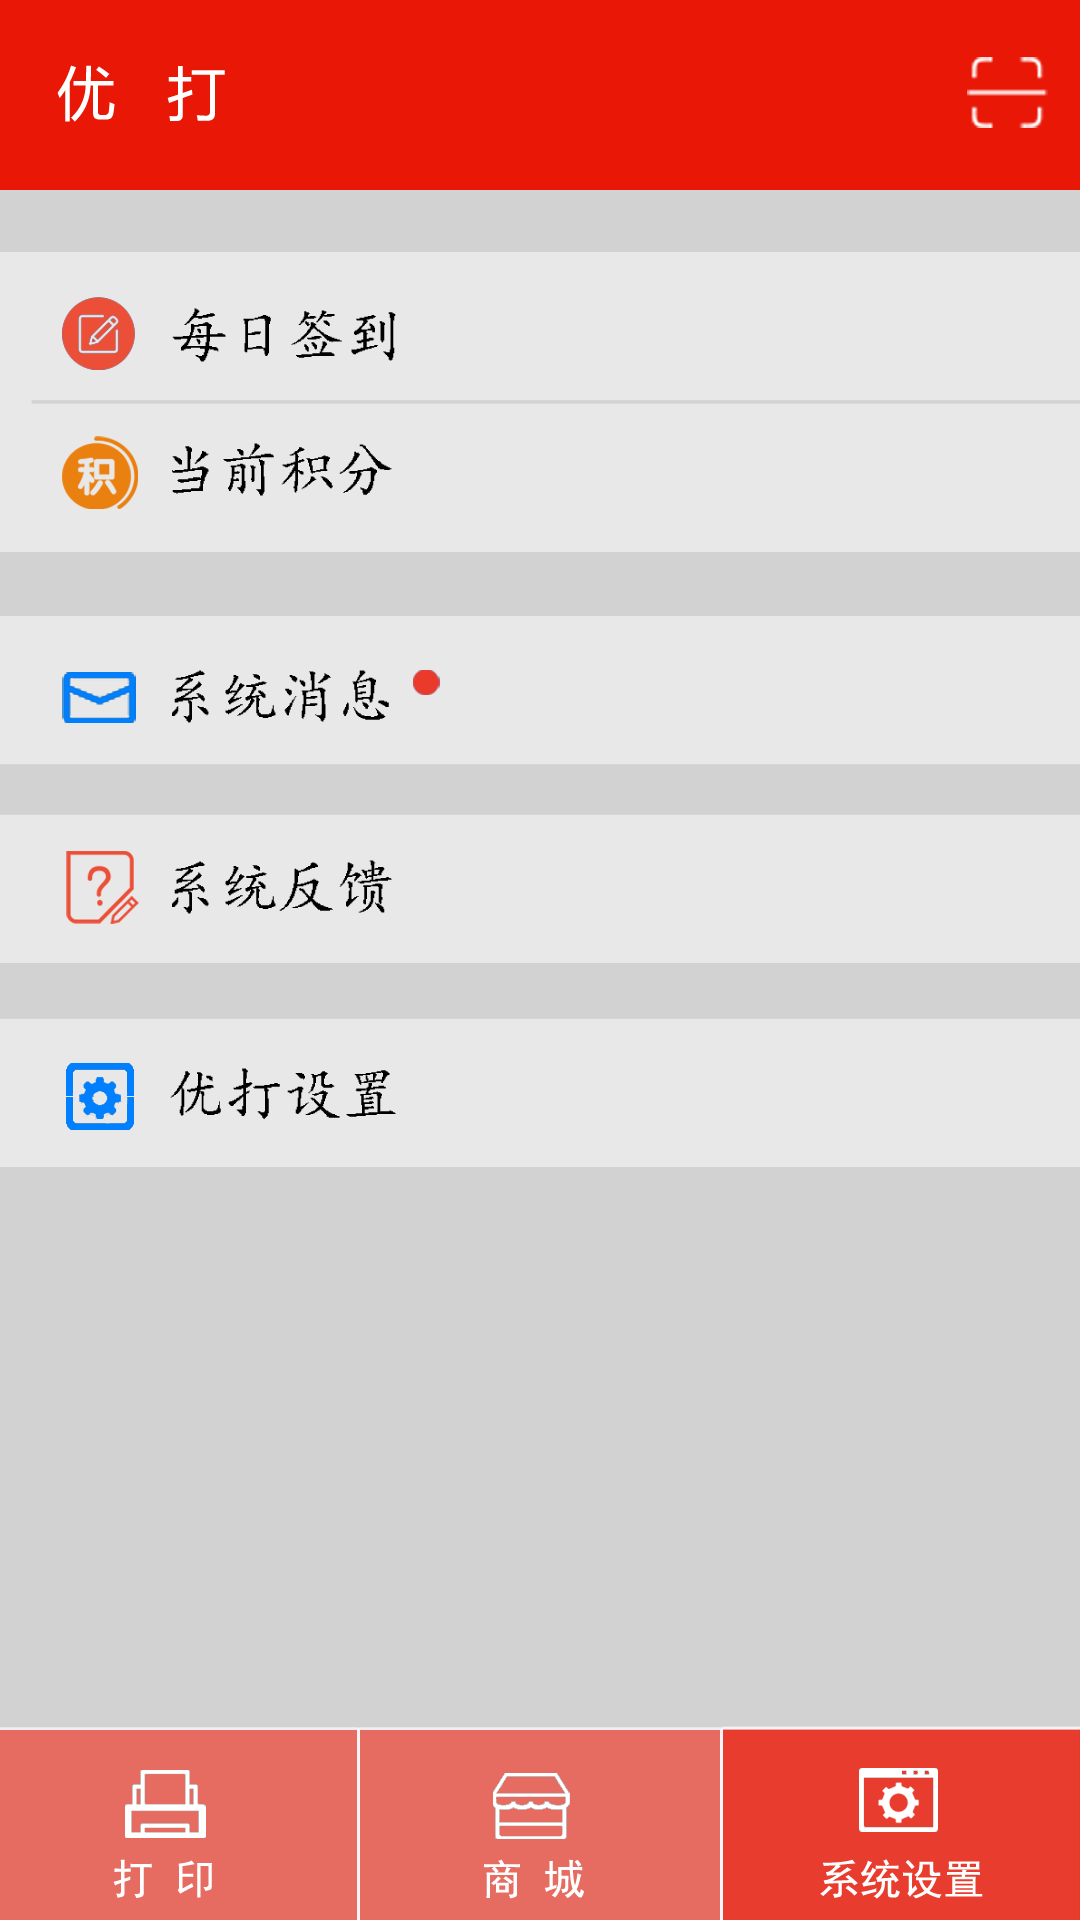 优 打
每日签到
积 当前积分
系统消息
系统反馈
优打设置
打 印 商 城 系统设置